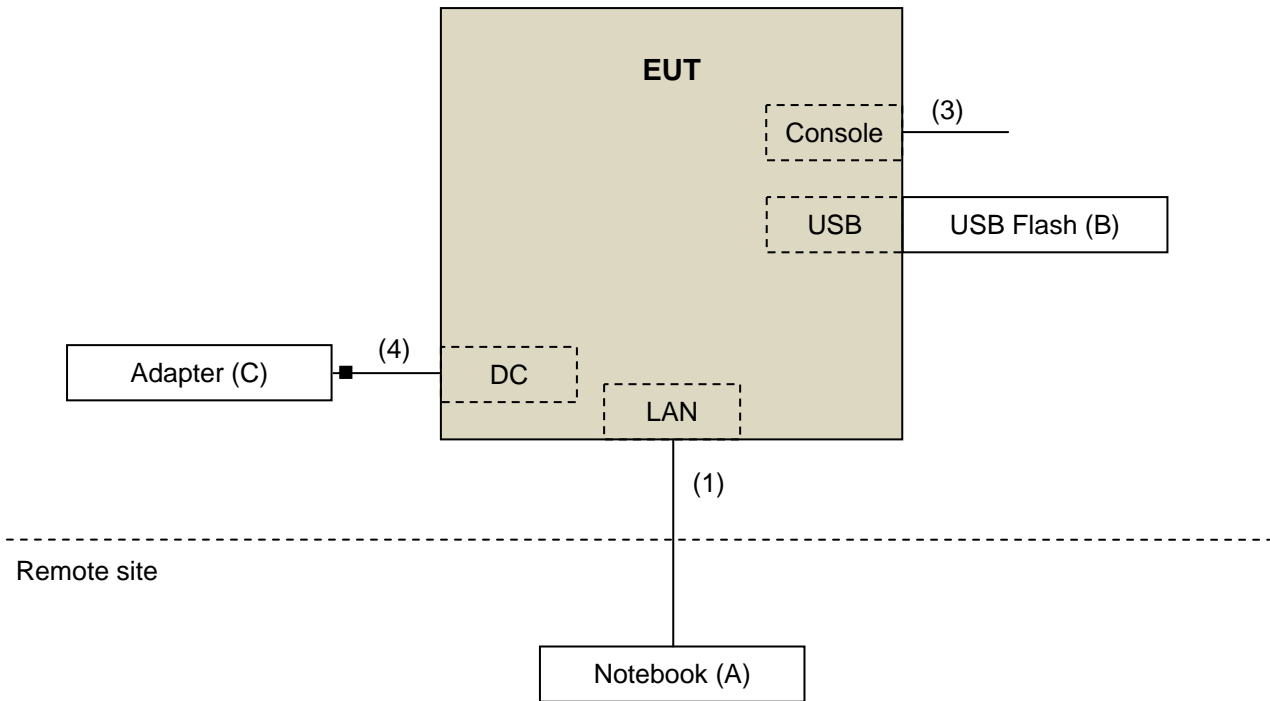 EUT
(3)
Console
USB
USB Flash (B)
(4)
Adapter (C)
DC
LAN
(1)
Remote site
Notebook (A)